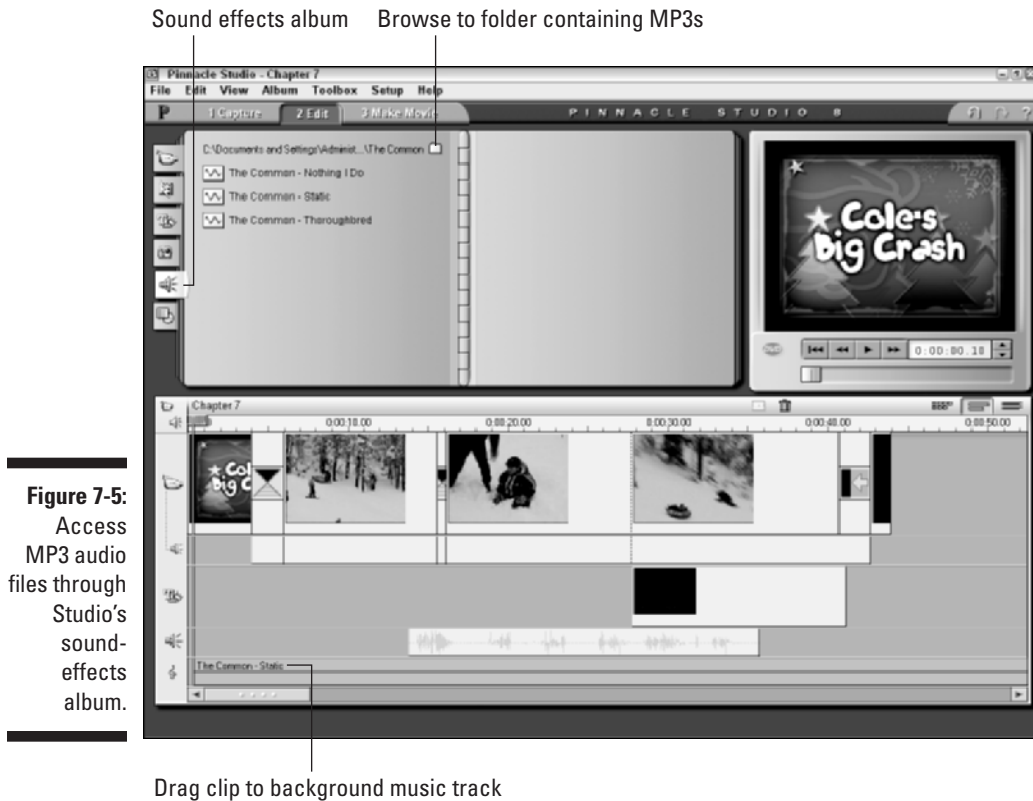 Sound effects album
Browse to folder containing MP3s
Pinnacle Studio - Chapter 7
File Edit View Album Toolbox Setup Help
1 Capture 2 Edit 3 Make Movie PINNACLE STUDIO 8
C:\Documents and Settings\Administ...\The Common
The Common - Nothing I Do
The Common - Static
The Common - Thoroughbred
Cole's
Big Crash
0:00:00.18
Chapter 7
0:00:10.00 0:00:20.00 0:00:30.00 0:00:40.00 0:00:50.00
The Common - Static
Figure 7-5:
Access
MP3 audio
files through
Studio's
sound-
effects
album.
Drag clip to background music track